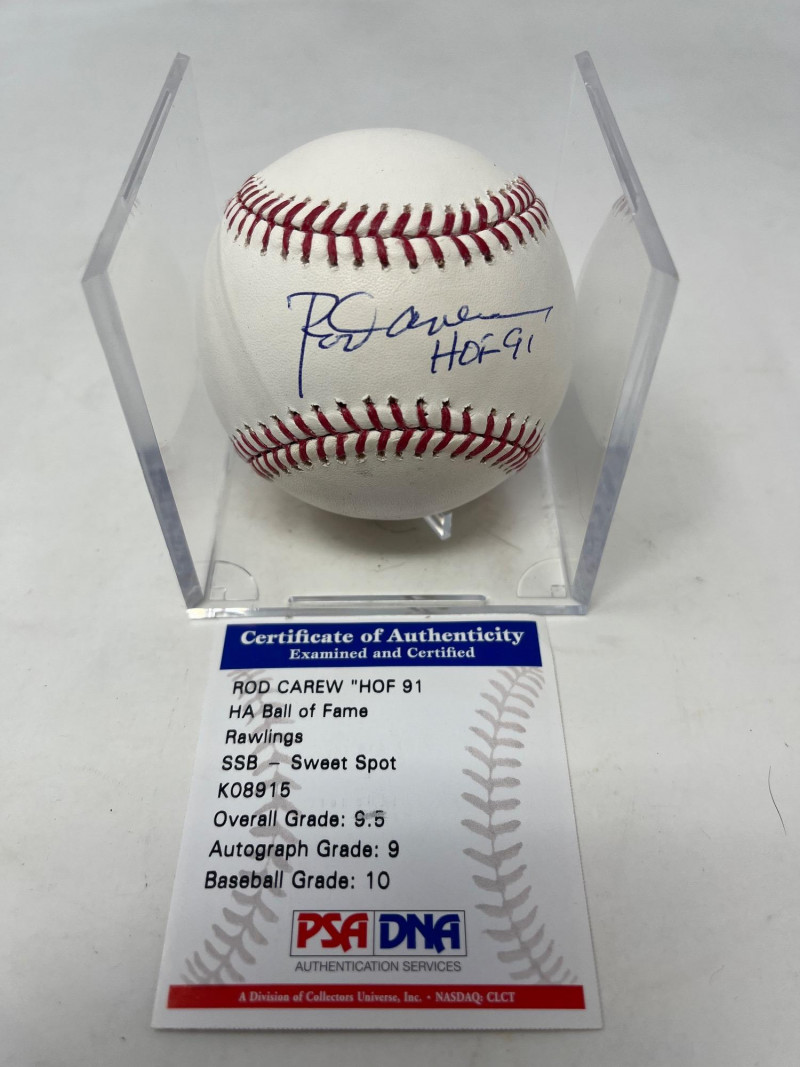 Rod Carew
HOF 91
Certificate of Authenticity
Examined and Certified
ROD CAREW "HOF 91
HA Ball of Fame
Rawlings
SSB - Sweet Spot
K08915
Overall Grade: 9.5
Autograph Grade: 9
Baseball Grade: 10
PSA DNA
AUTHENTICATION SERVICES
A Division of Collectors Universe, Inc. • NASDAQ: CLCT